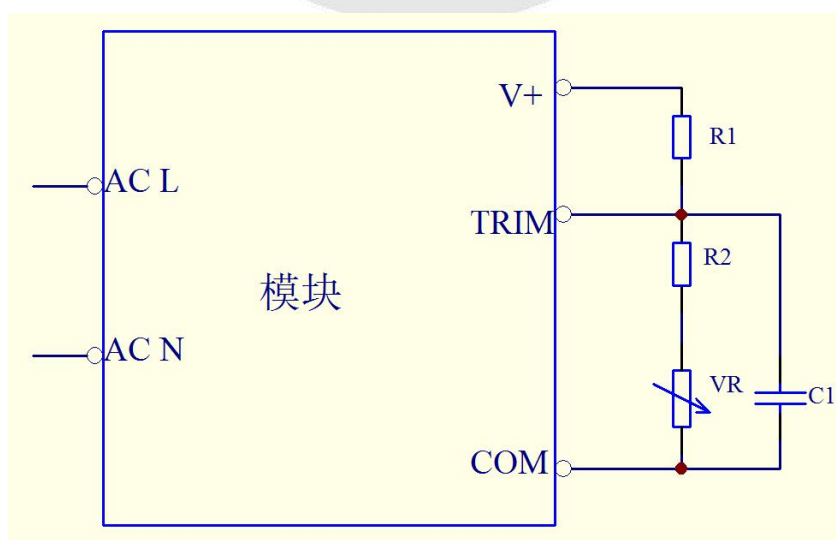 V+
R1
AC L
TRIM
R2
模块
AC N
VR
C1
COM